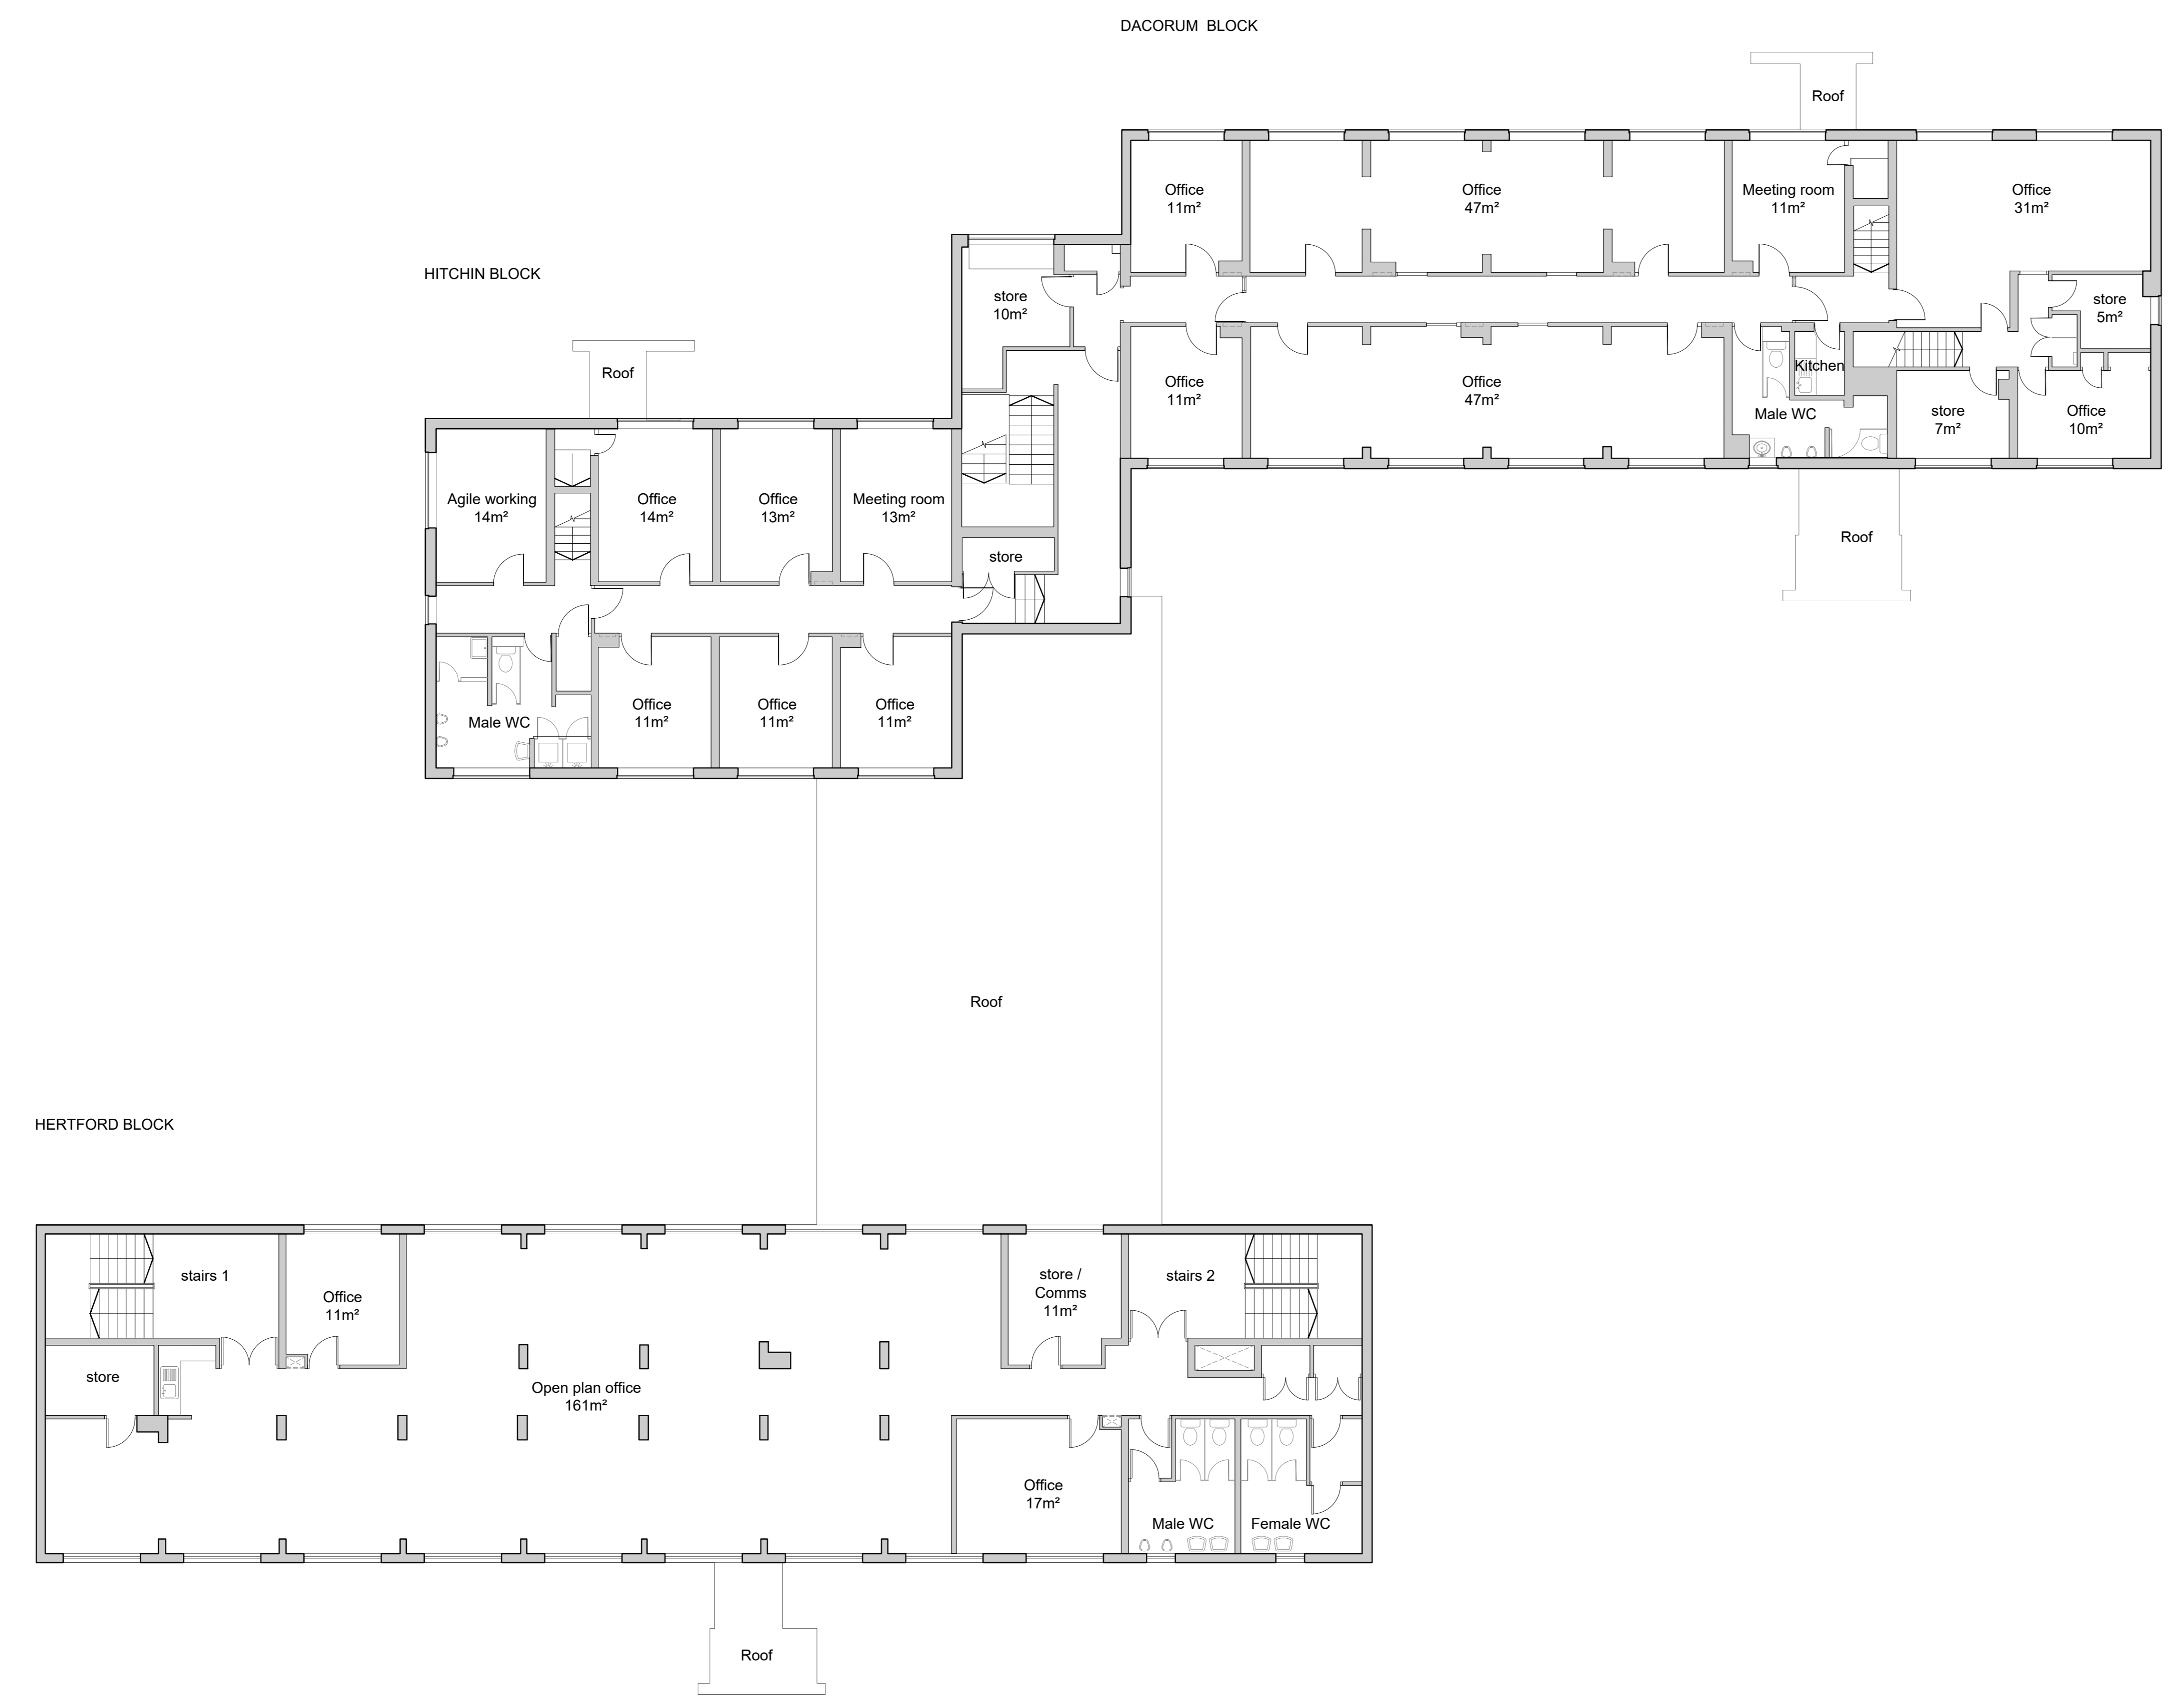 DACORUM  BLOCK
Roof
Office
11m²
Office
47m²
Meeting room
11m²
Office
31m²
HITCHIN BLOCK
store
10m²
store
5m²
Roof
Office
11m²
Office
47m²
Kitchen
Male WC
store
7m²
Office
10m²
Agile working
14m²
Office
14m²
Office
13m²
Meeting room
13m²
Roof
store
Male WC
Office
11m²
Office
11m²
Office
11m²
Roof
HERTFORD BLOCK
stairs 1
Office
11m²
store /
Comms
11m²
stairs 2
store
Open plan office
161m²
Office
17m²
Male WC
Female WC
Roof